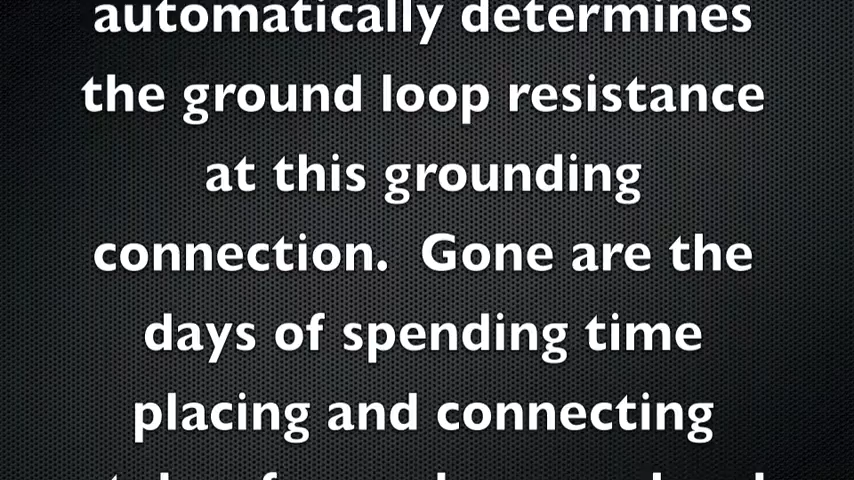 automatically determines
the ground loop resistance
at this grounding
connection.  Gone are the
days of spending time
placing and connecting